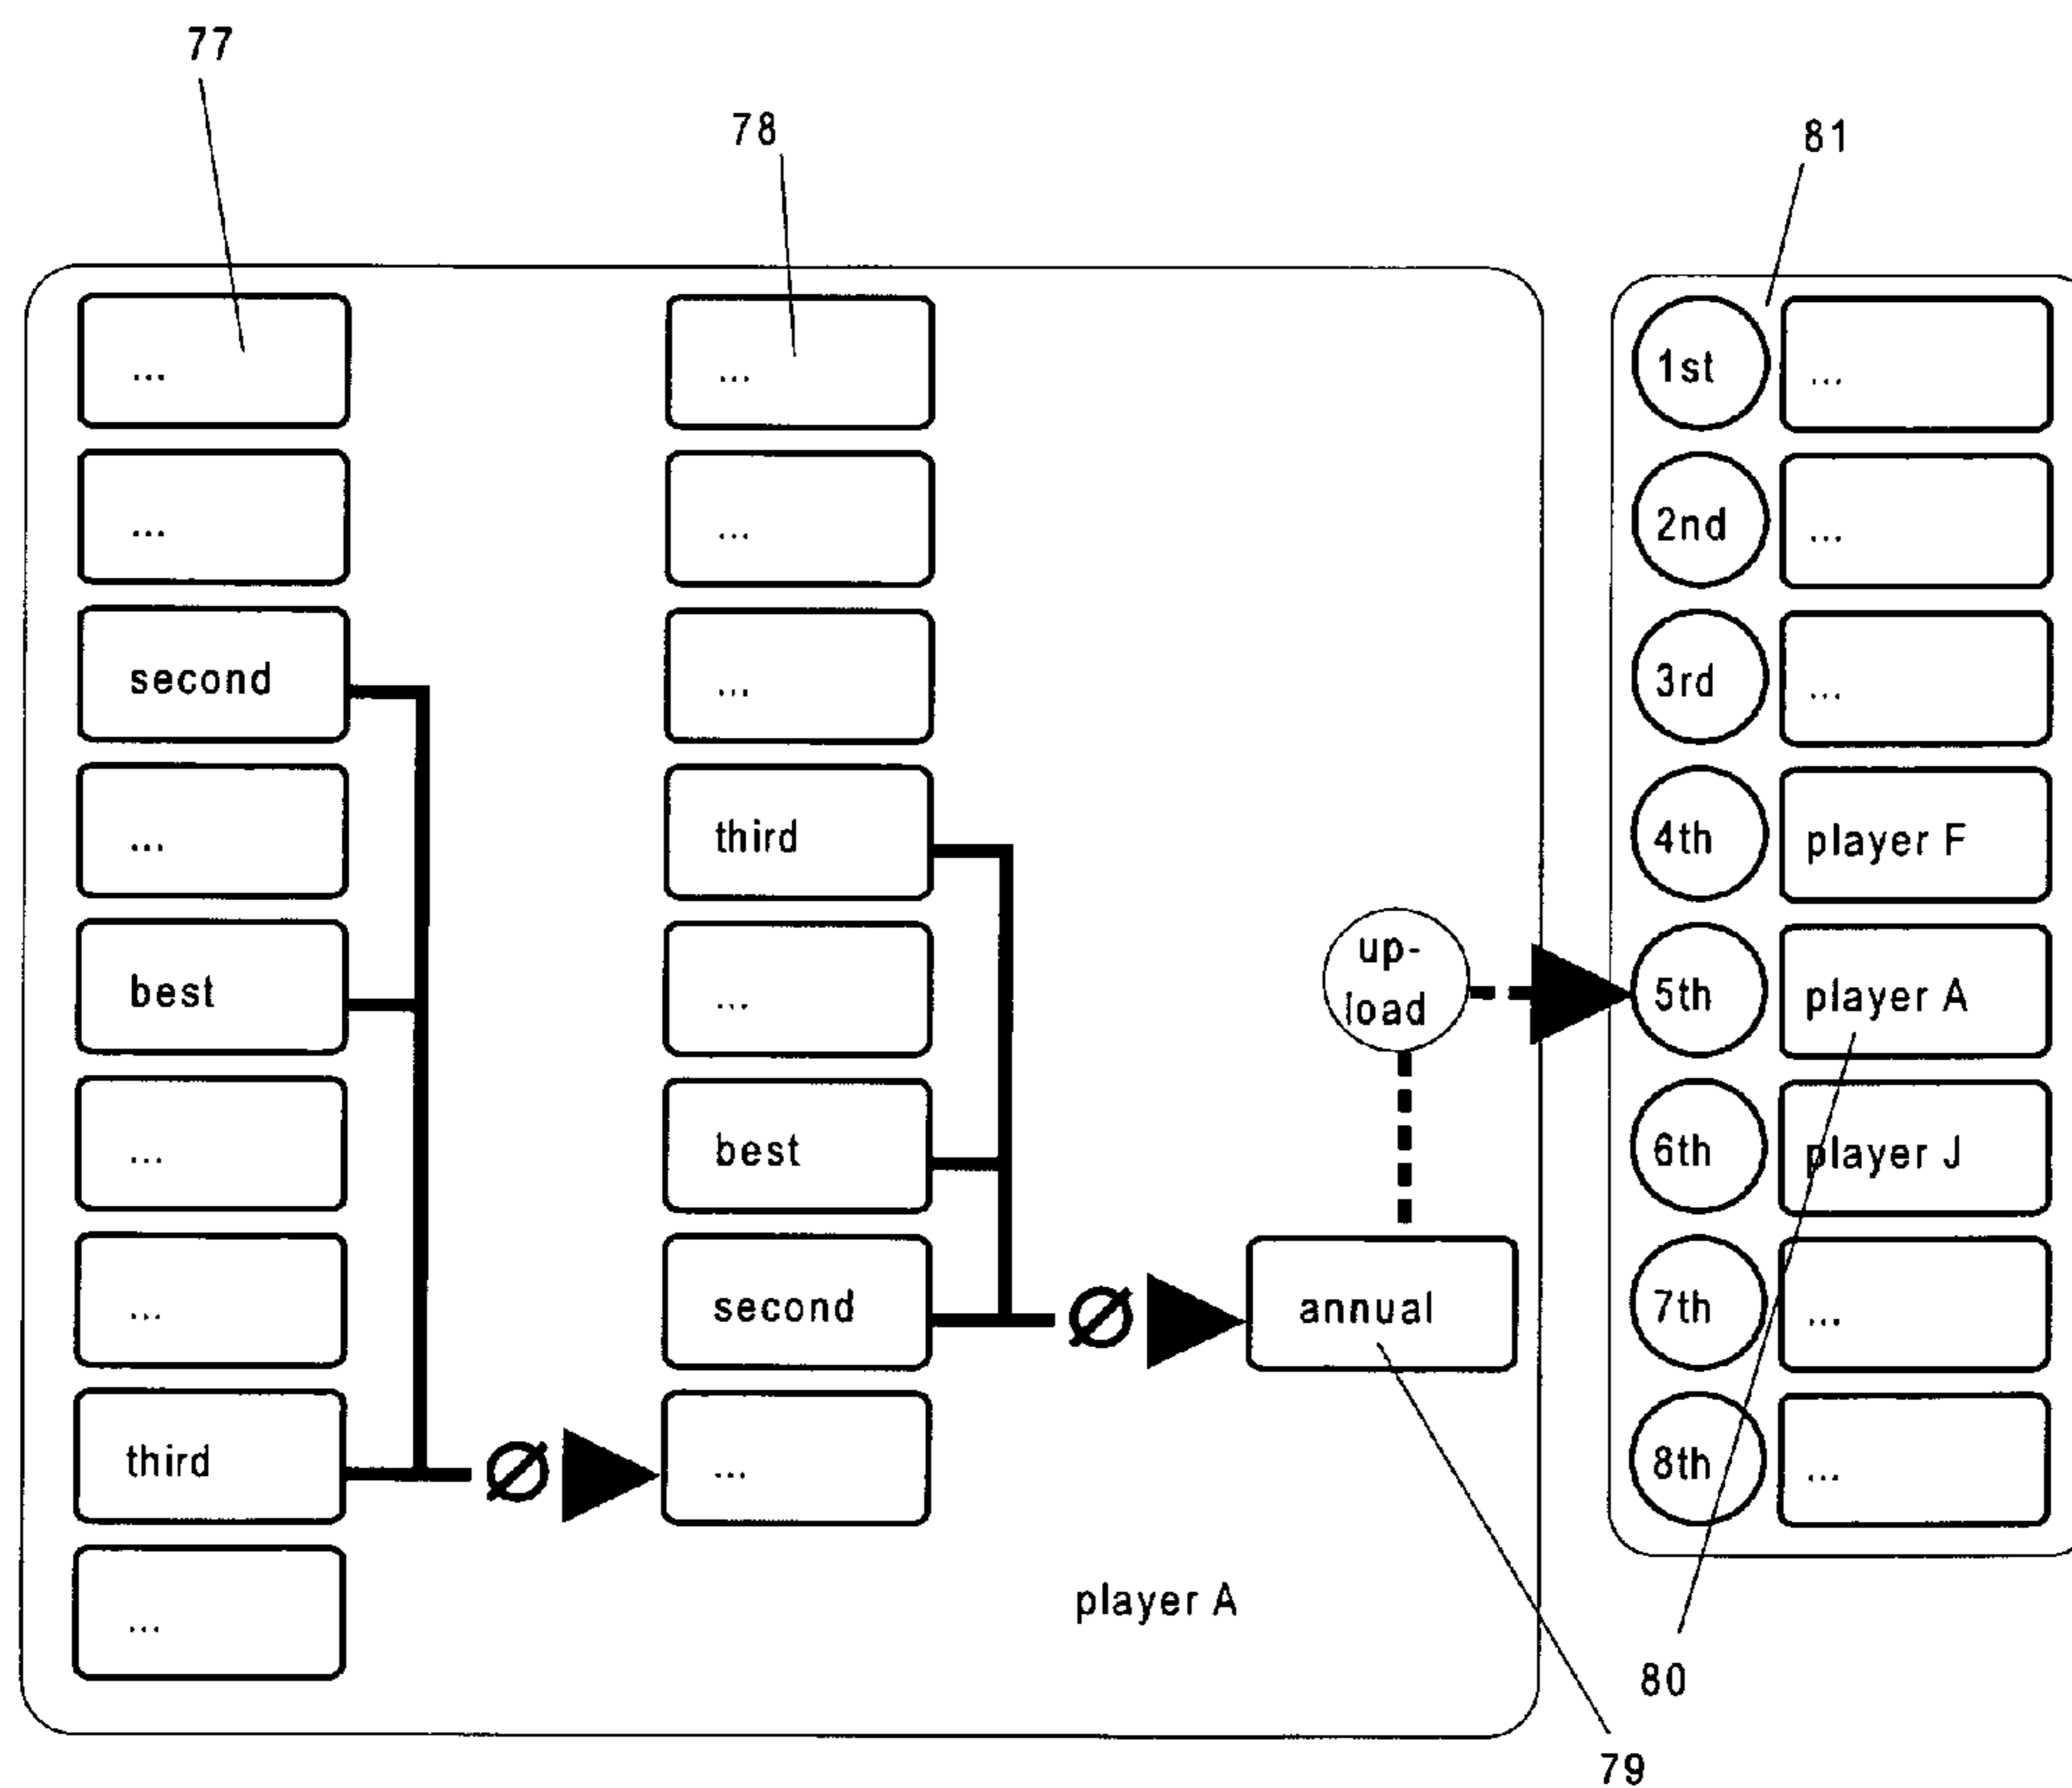 77
78
81
...
...
1st
...
...
...
2nd
...
second
...
3rd
...
...
third
4th
player F
best
...
up-
load
5th
player A
...
best
6th
player J
...
second
Ø
annual
7th
...
third
Ø
...
8th
...
...
player A
80
79